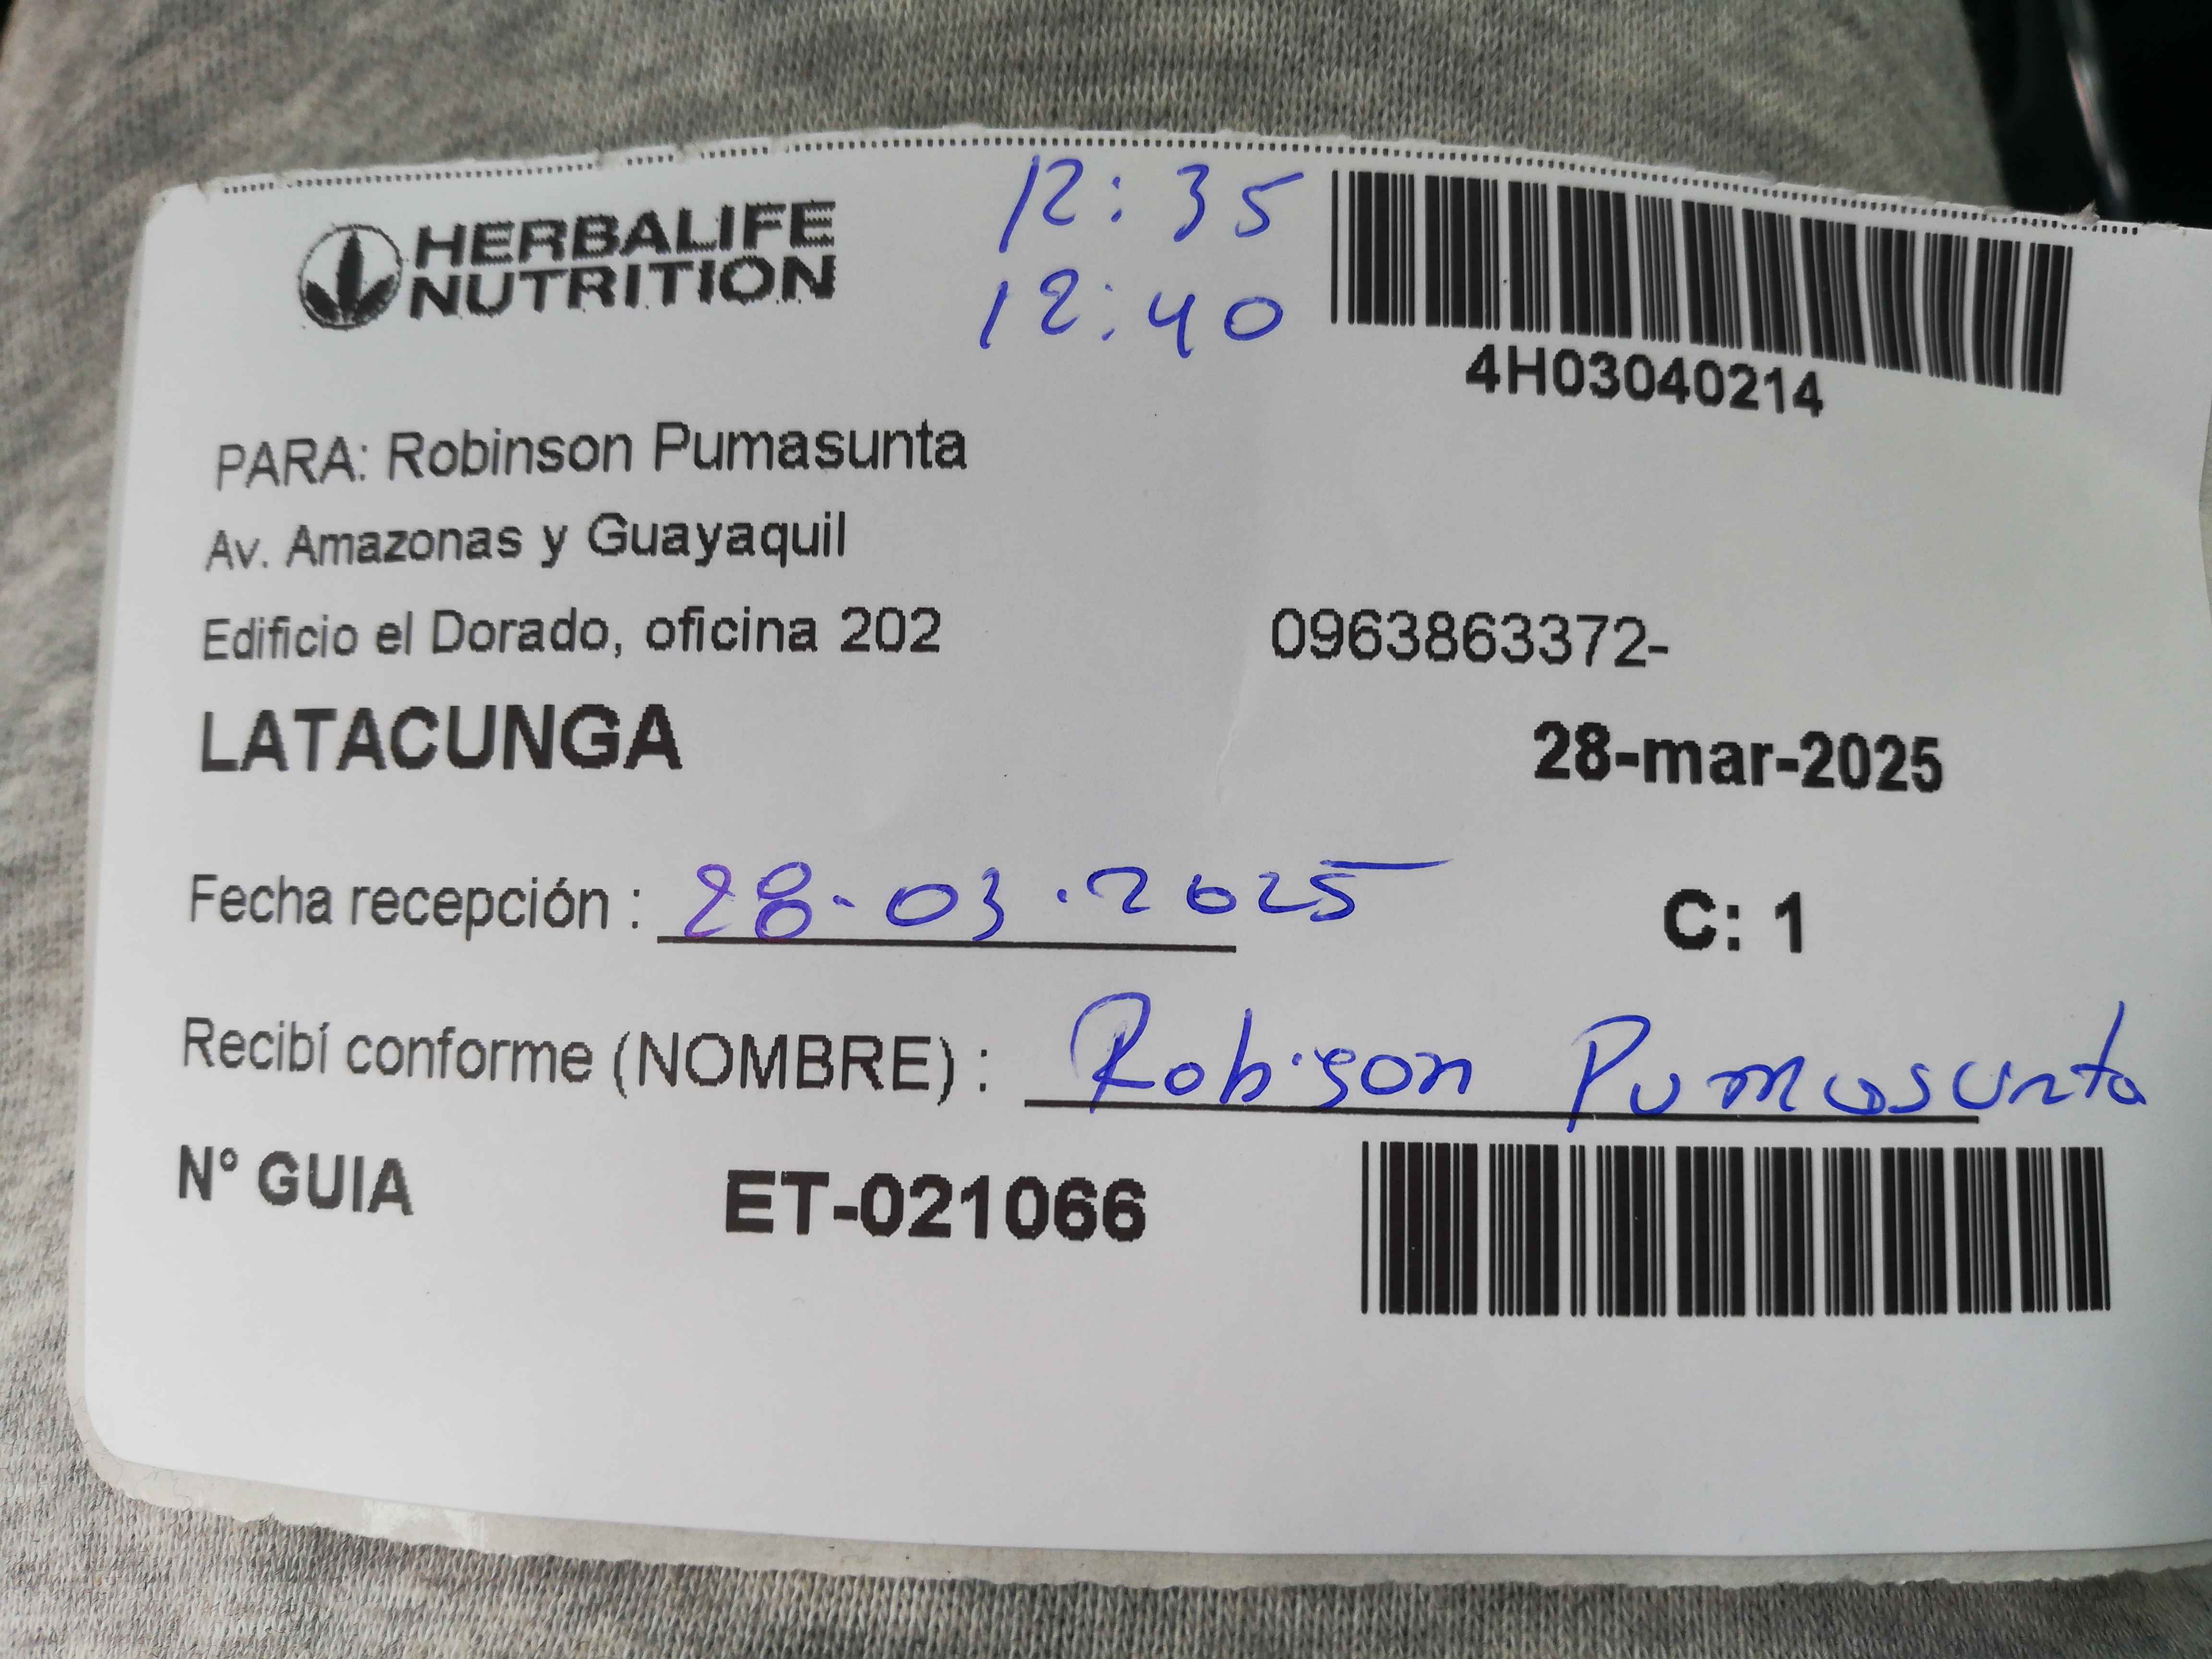 HERBALIFE
NUTRITION
12:35
12:40
4H03040214
PARA: Robinson Pumasunta
Av. Amazonas y Guayaquil
Edificio el Dorado, oficina 202
0963863372-
LATACUNGA
28-mar-2025
Fecha recepción : 28-03.2025
C: 1
Recibí conforme (NOMBRE) : Robison Pumasunta
N° GUIA ET-021066